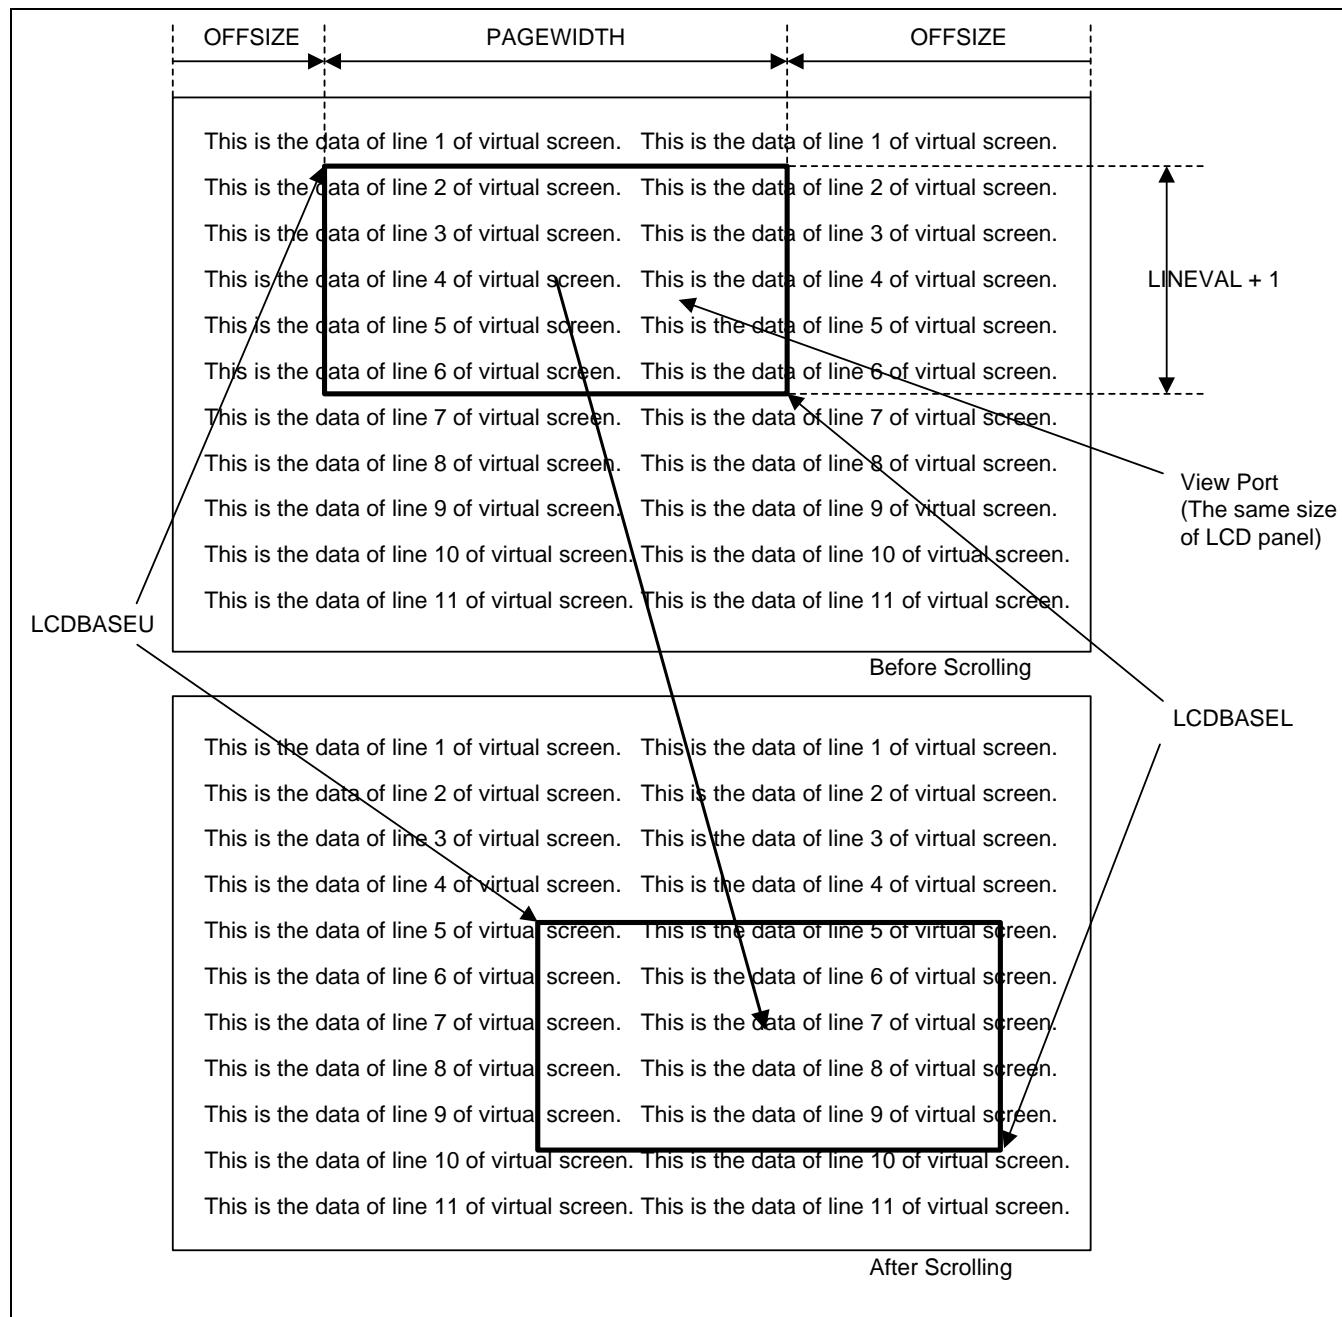 OFFSIZE PAGEWIDTH OFFSIZE
This is the data of line 1 of virtual screen. This is the data of line 1 of virtual screen.
This is the data of line 2 of virtual screen. This is the data of line 2 of virtual screen.
This is the data of line 3 of virtual screen. This is the data of line 3 of virtual screen.
This is the data of line 4 of virtual screen. This is the data of line 4 of virtual screen.
LINEVAL + 1
This is the data of line 5 of virtual screen. This is the data of line 5 of virtual screen.
This is the data of line 6 of virtual screen. This is the data of line 6 of virtual screen.
This is the data of line 7 of virtual screen. This is the data of line 7 of virtual screen.
This is the data of line 8 of virtual screen. This is the data of line 8 of virtual screen.
View Port
(The same size
of LCD panel)
This is the data of line 9 of virtual screen. This is the data of line 9 of virtual screen.
This is the data of line 10 of virtual screen. This is the data of line 10 of virtual screen.
This is the data of line 11 of virtual screen. This is the data of line 11 of virtual screen.
LCDBASEU
Before Scrolling
LCDBASEL
This is the data of line 1 of virtual screen. This is the data of line 1 of virtual screen.
This is the data of line 2 of virtual screen. This is the data of line 2 of virtual screen.
This is the data of line 3 of virtual screen. This is the data of line 3 of virtual screen.
This is the data of line 4 of virtual screen. This is the data of line 4 of virtual screen.
This is the data of line 5 of virtual screen. This is the data of line 5 of virtual screen.
This is the data of line 6 of virtual screen. This is the data of line 6 of virtual screen.
This is the data of line 7 of virtual screen. This is the data of line 7 of virtual screen.
This is the data of line 8 of virtual screen. This is the data of line 8 of virtual screen.
This is the data of line 9 of virtual screen. This is the data of line 9 of virtual screen.
This is the data of line 10 of virtual screen. This is the data of line 10 of virtual screen.
This is the data of line 11 of virtual screen. This is the data of line 11 of virtual screen.
After Scrolling